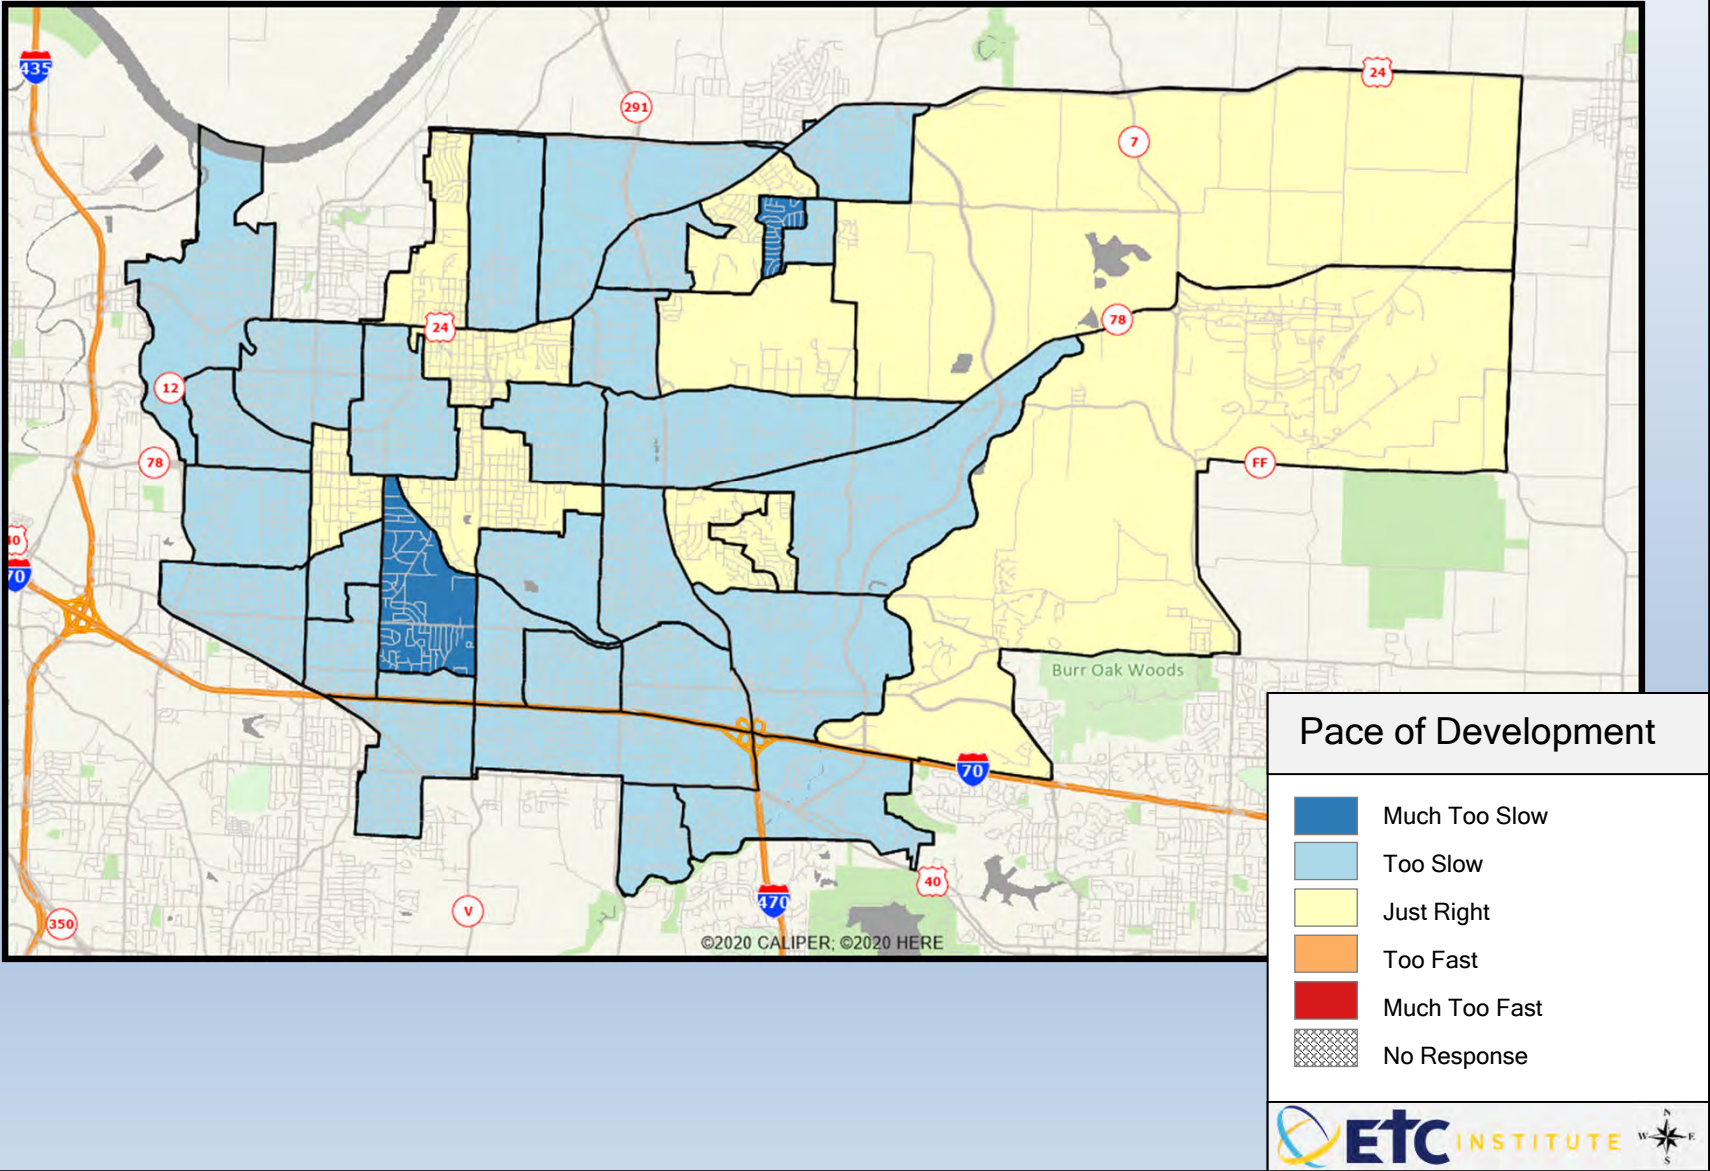 435
24
291
7
24
78
12
78
FF
40
70
Burr Oak Woods
70
40
470
V
350
©2020 CALIPER; ©2020 HERE
Pace of Development
Much Too Slow
Too Slow
Just Right
Too Fast
Much Too Fast
No Response
ETC INSTITUTE
N
W E
S